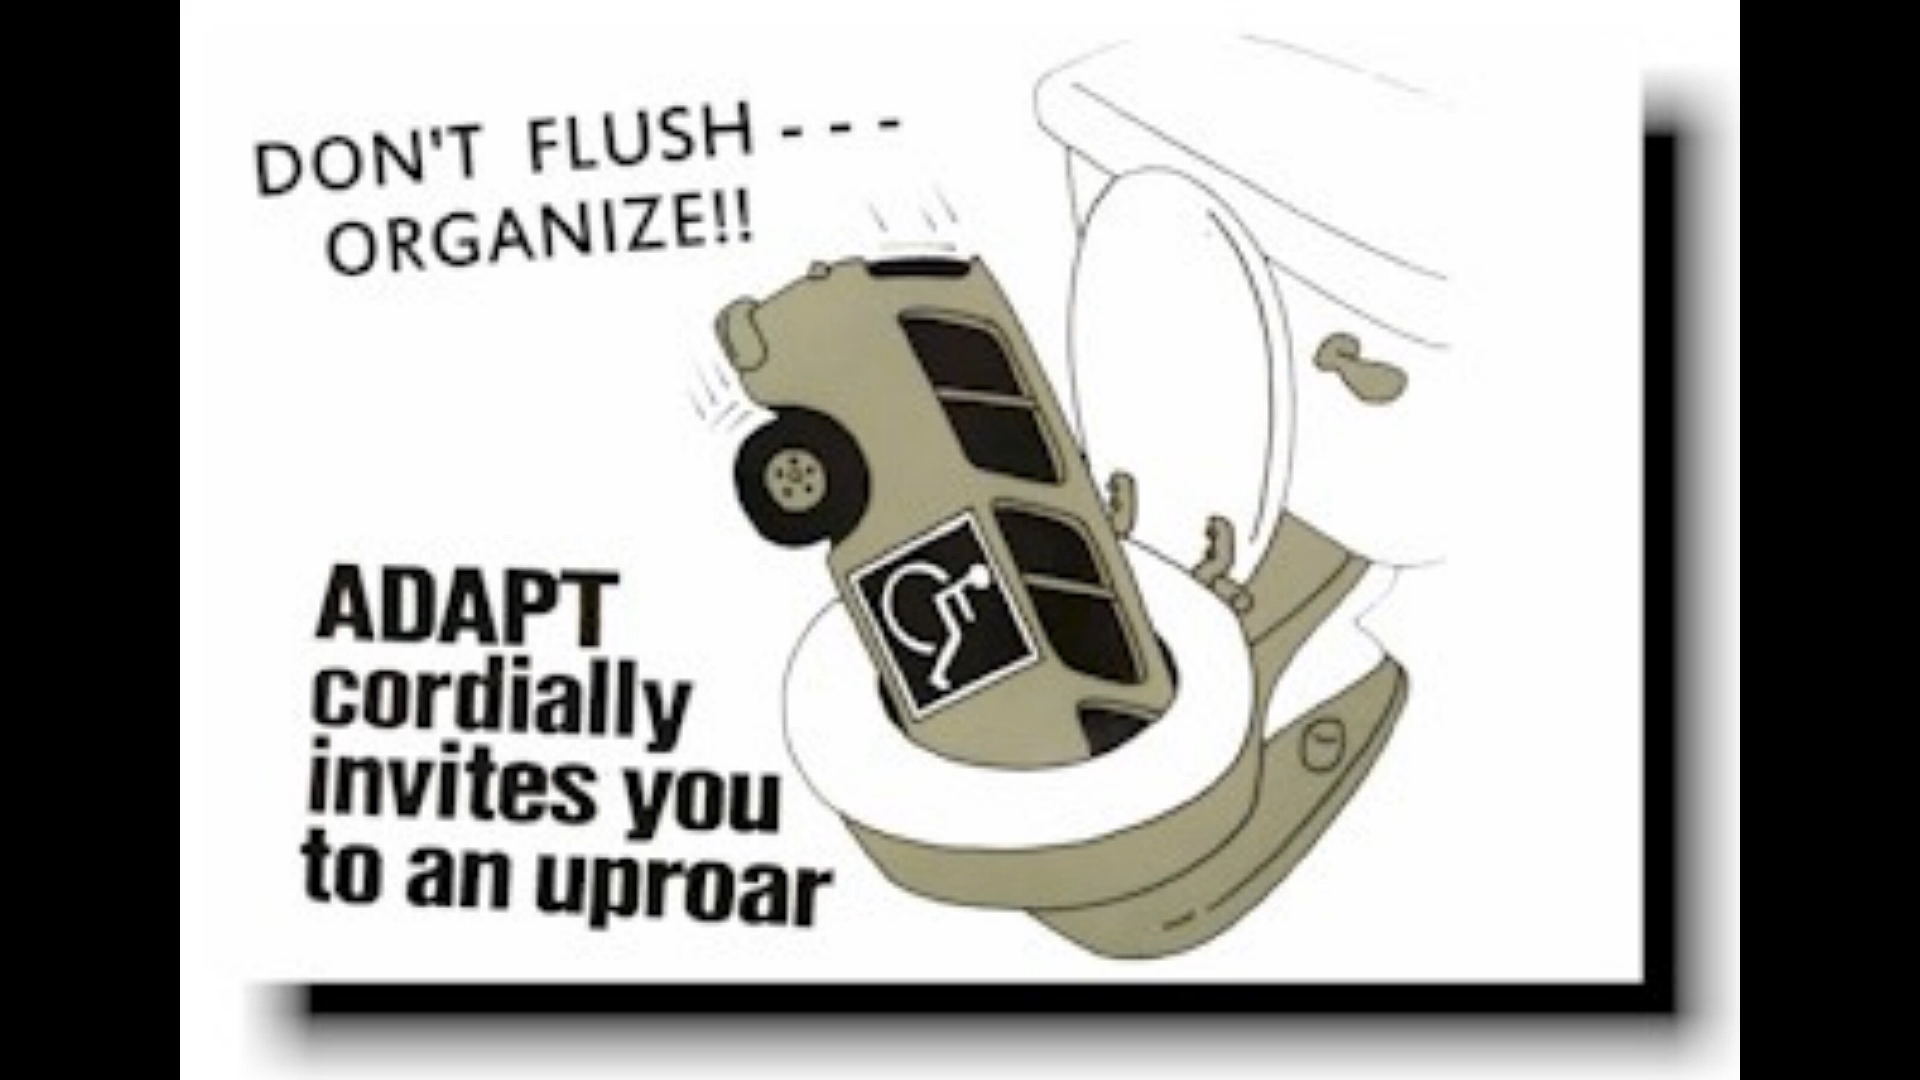 DON'T FLUSH - - -
ORGANIZE!!
ADAPT
cordially
invites you
to an uproar